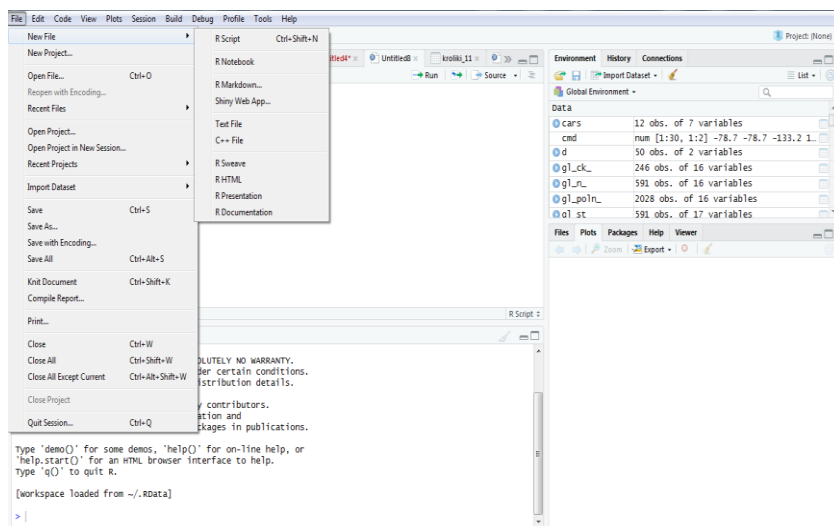 File Edit Code View Plots Session Build Debug Profile Tools Help
Project: (None)
New File
New Project...
Open File... Ctrl+O
Reopen with Encoding...
Recent Files
Open Project...
Open Project in New Session...
Recent Projects
Import Dataset
Save Ctrl+S
Save As...
Save with Encoding...
Save All Ctrl+Alt+S
Knit Document Ctrl+Shift+K
Compile Report...
Print...
Close Ctrl+W
Close All Ctrl+Shift+W
Close All Except Current Ctrl+Alt+Shift+W
Close Project
Quit Session... Ctrl+Q
R Script Ctrl+Shift+N
R Notebook
R Markdown...
Shiny Web App...
Text File
C++ File
R Sweave
R HTML
R Presentation
R Documentation
itled4* Untitled8 kroliki_11
Run Source
R Script
OLUTELY NO WARRANTY.
der certain conditions.
istribution details.
y contributors.
ation and
ckages in publications.
Type 'demo()' for some demos, 'help()' for on-line help, or
'help.start()' for an HTML browser interface to help.
Type 'q()' to quit R.
[Workspace loaded from ~/.RData]
>
Environment History Connections
Import Dataset List
Global Environment
Data
cars 12 obs. of 7 variables
cmd num [1:30, 1:2] -78.7 -78.7 -133.2 1...
d 50 obs. of 2 variables
gl_ck_ 246 obs. of 16 variables
gl_n_ 591 obs. of 16 variables
gl_poln_ 2028 obs. of 16 variables
gl st 591 obs. of 17 variables
Files Plots Packages Help Viewer
Zoom Export